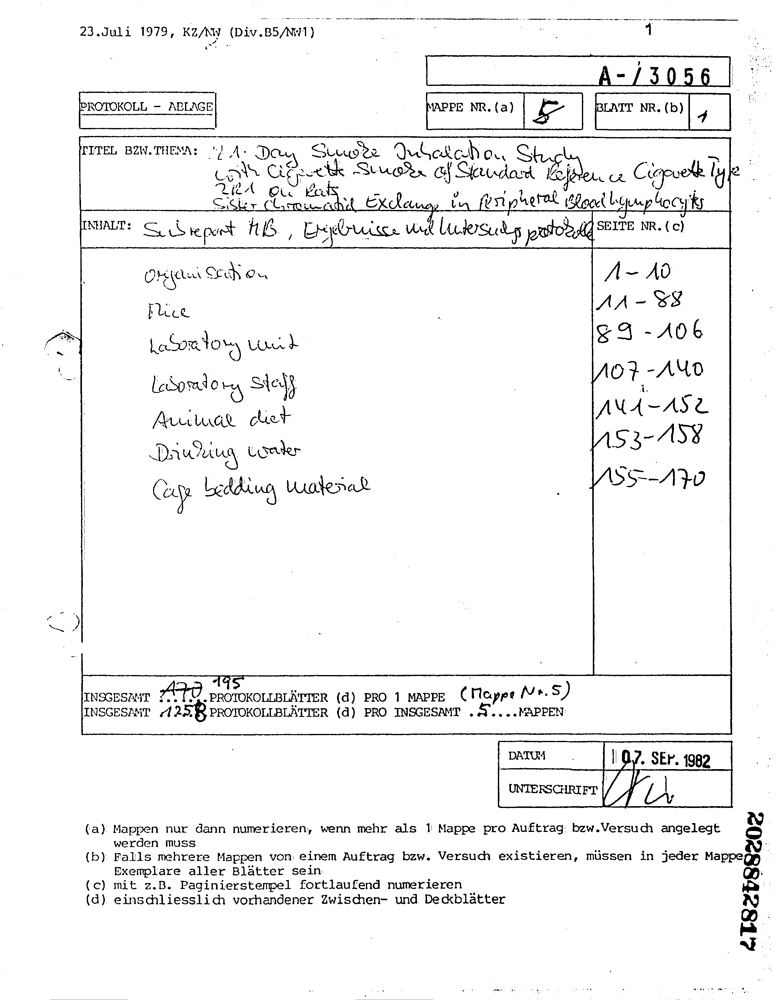 23.Juli 1979, KZ/NW (Div.B5/NW1)
1
A-/3056
PROTOKOLL - ABLAGE
MAPPE NR.(a) 5
BLATT NR.(b) 1
TITEL BZW.THEMA: 21-Day Smoke Inhalation Study
with Cigarette Smoke of Standard Reference Cigarette Type
2R1 on Rats
Sister Chromatid Exclange in Peripheral Blood Lymphocytes
INHALT: Subreport MB, Ergebnisse und Untersuchgsprotokolle
SEITE NR.(c)
Organisation 1-10
Mice 11-88
Laboratory unit 89-106
Laboratory staff 107-140
Animal diet 141-152
Drinking water 153-158
Cage bedding material 155--170
INSGESAMT 170 195 PROTOKOLLBLÄTTER (d) PRO 1 MAPPE (Mappe Nr. 5)
INSGESAMT 1258 PROTOKOLLBLÄTTER (d) PRO INSGESAMT .5....MAPPEN
DATUM 07. SEP. 1982
UNTERSCHRIFT
(a) Mappen nur dann numerieren, wenn mehr als 1 Mappe pro Auftrag bzw.Versuch angelegt
werden muss
(b) Falls mehrere Mappen von einem Auftrag bzw. Versuch existieren, müssen in jeder Mappe
Exemplare aller Blätter sein
(c) mit z.B. Paginierstempel fortlaufend numerieren
(d) einschliesslich vorhandener Zwischen- und Deckblätter
2028842817